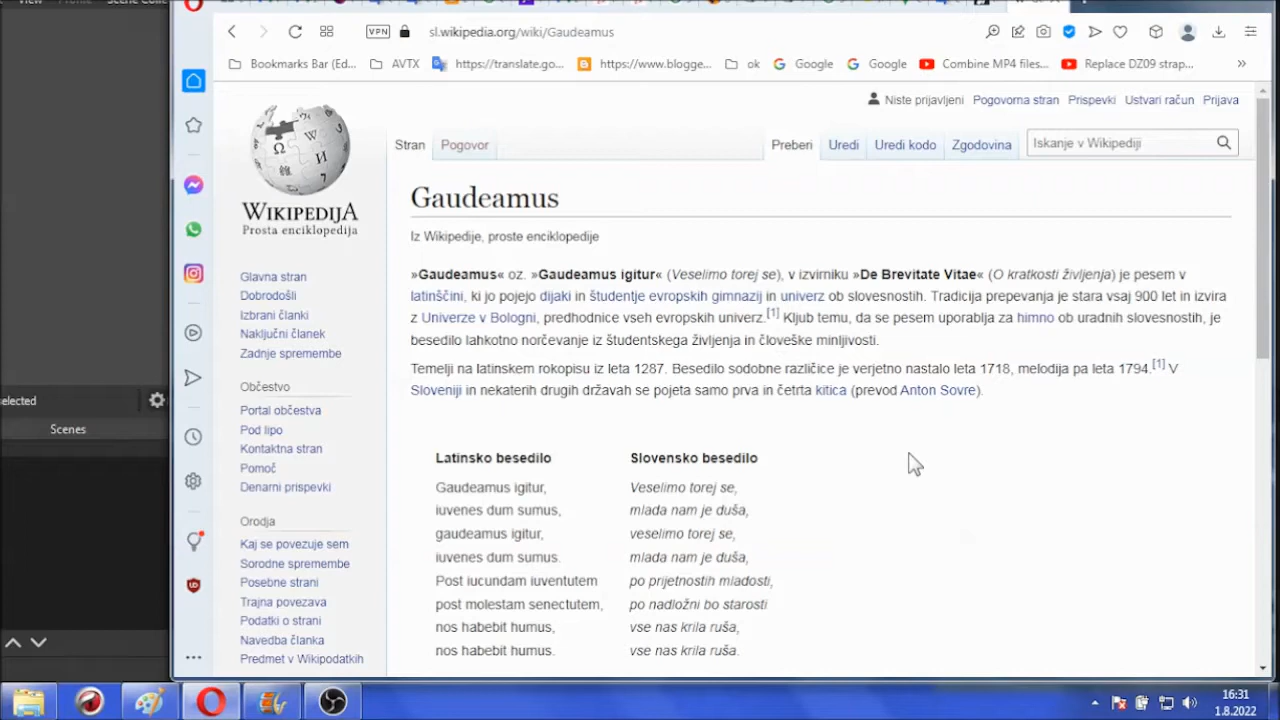 View Profile Scene Colle
VPN sl.wikipedia.org/wiki/Gaudeamus
Bookmarks Bar (Ed... AVTX https://translate.go... https://www.blogge... ok Google Google Combine MP4 files... Replace DZ09 strap... »
Niste prijavljeni Pogovorna stran Prispevki Ustvari račun Prijava
Stran Pogovor Preberi Uredi Uredi kodo Zgodovina Iskanje v Wikipediji
WIKIPEDIJA
Prosta enciklopedija
Glavna stran
Dobrodošli
Izbrani članki
Naključni članek
Zadnje spremembe
Občestvo
Portal občestva
Pod lipo
Kontaktna stran
Pomoč
Denarni prispevki
Orodja
Kaj se povezuje sem
Sorodne spremembe
Posebne strani
Trajna povezava
Podatki o strani
Navedba članka
Predmet v Wikipodatkih
Gaudeamus
Iz Wikipedije, proste enciklopedije
»Gaudeamus« oz. »Gaudeamus igitur« (Veselimo torej se), v izvirniku »De Brevitate Vitae« (O kratkosti življenja) je pesem v
latinščini, ki jo pojejo dijaki in študentje evropskih gimnazij in univerz ob slovesnostih. Tradicija prepevanja je stara vsaj 900 let in izvira
z Univerze v Bologni, predhodnice vseh evropskih univerz.[1] Kljub temu, da se pesem uporablja za himno ob uradnih slovesnostih, je
besedilo lahkotno norčevanje iz študentskega življenja in človeške minljivosti.
Temelji na latinskem rokopisu iz leta 1287. Besedilo sodobne različice je verjetno nastalo leta 1718, melodija pa leta 1794.[1] V
Sloveniji in nekaterih drugih državah se pojeta samo prva in četrta kitica (prevod Anton Sovre).
Latinsko besedilo Slovensko besedilo
Gaudeamus igitur, Veselimo torej se,
iuvenes dum sumus, mlada nam je duša,
gaudeamus igitur, veselimo torej se,
iuvenes dum sumus. mlada nam je duša,
Post iucundam iuventutem po prijetnostih mladosti,
post molestam senectutem, po nadložni bo starosti
nos habebit humus, vse nas krila ruša,
nos habebit humus. vse nas krila ruša.
elected
Scenes
16:31
1.8.2022